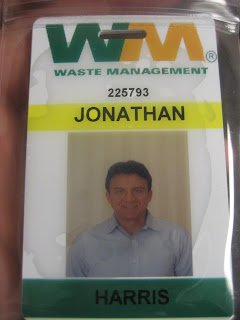 WM®
WASTE MANAGEMENT
225793
JONATHAN
HARRIS